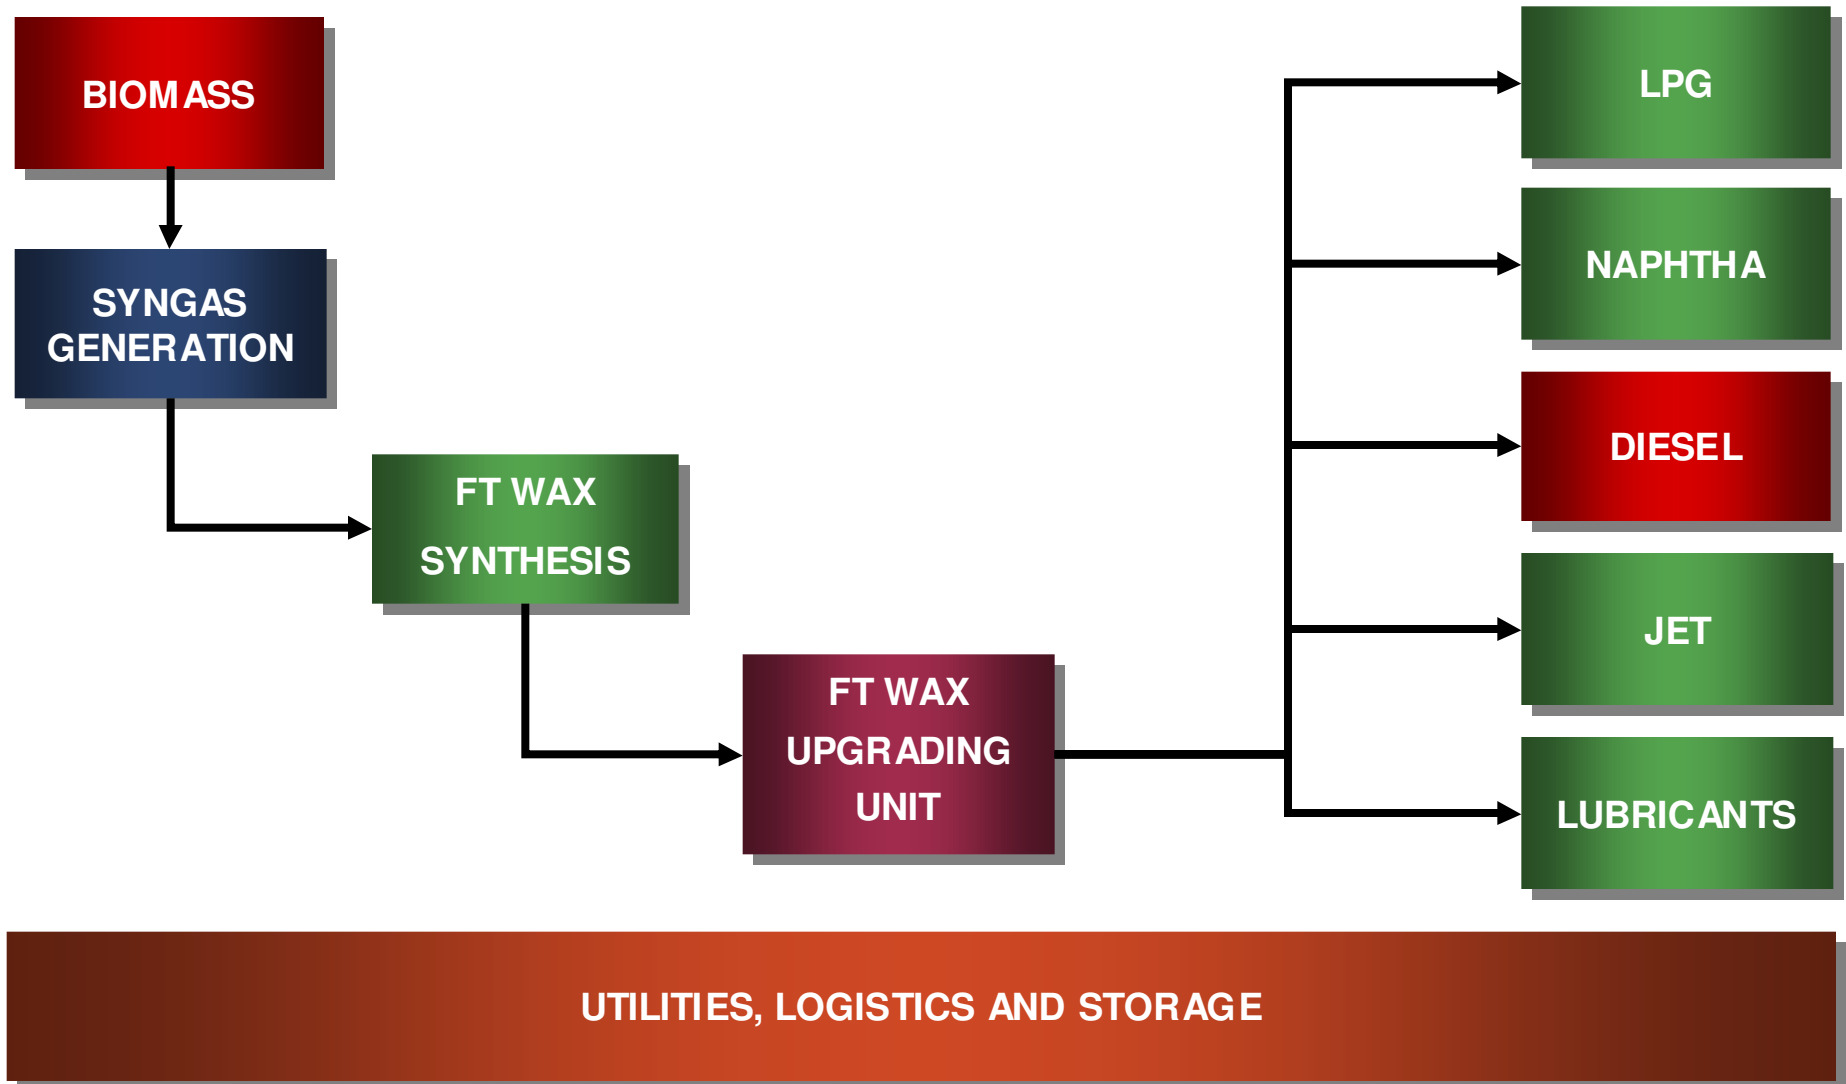 BIOMASS
SYNGAS
GENERATION
FT WAX
SYNTHESIS
FT WAX
UPGRADING
UNIT
LPG
NAPHTHA
DIESEL
JET
LUBRICANTS
UTILITIES, LOGISTICS AND STORAGE